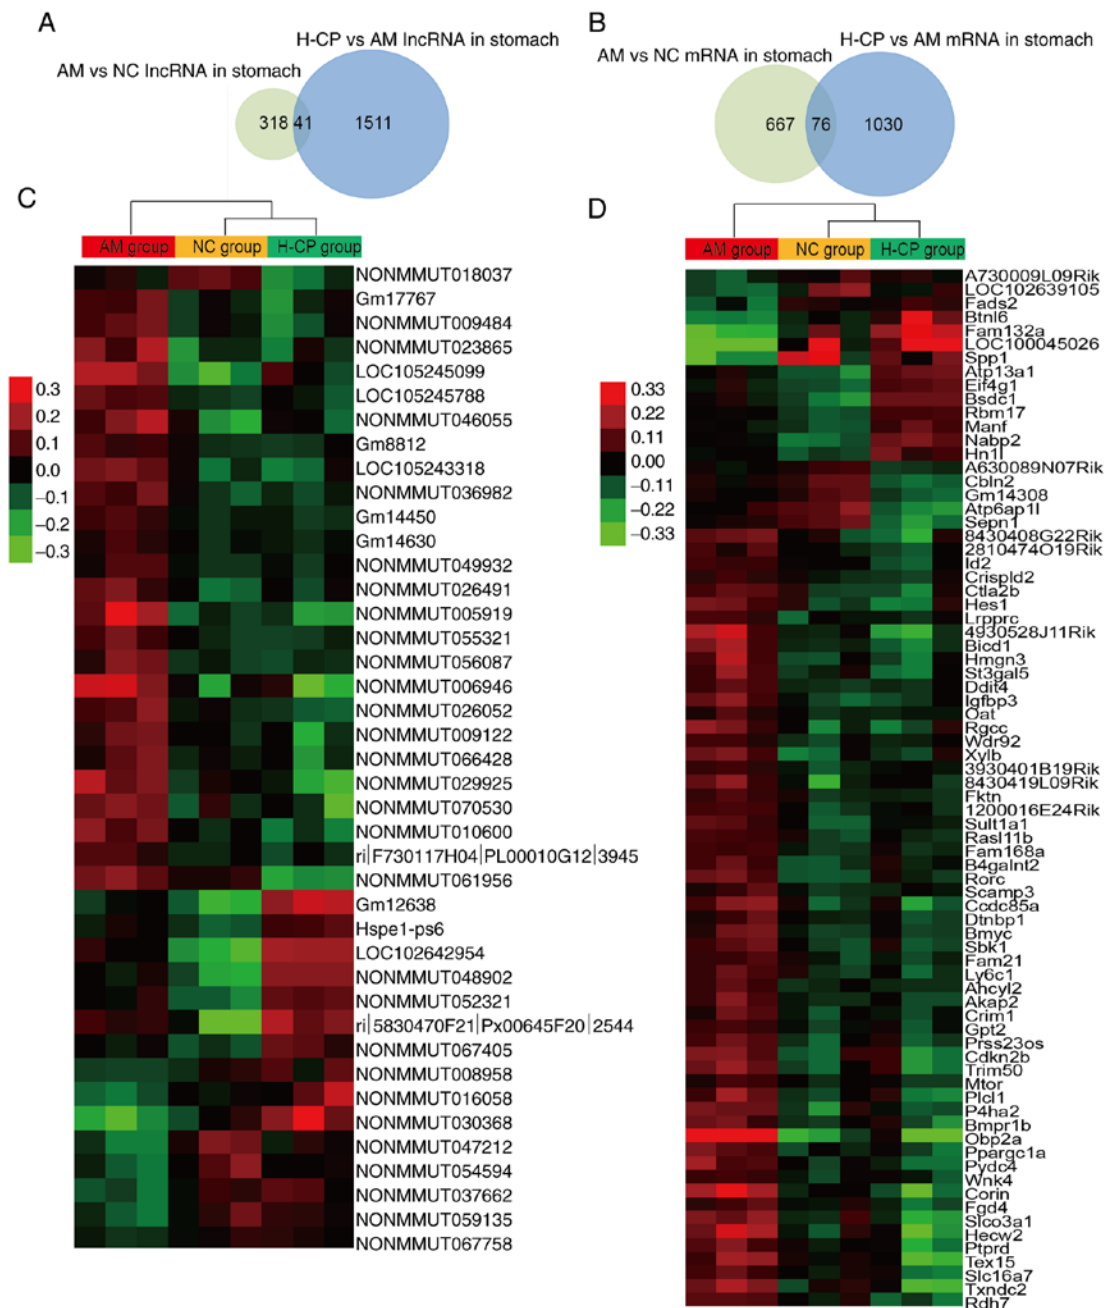 A
B
H-CP vs AM lncRNA in stomach
H-CP vs AM mRNA in stomach
AM vs NC lncRNA in stomach
AM vs NC mRNA in stomach
318 41 1511
667 76 1030
C
AM group NC group H-CP group
NONMMUT018037
Gm17767
NONMMUT009484
NONMMUT023865
LOC105245099
LOC105245788
NONMMUT046055
Gm8812
LOC105243318
NONMMUT036982
Gm14450
Gm14630
NONMMUT049932
NONMMUT026491
NONMMUT005919
NONMMUT055321
NONMMUT056087
NONMMUT006946
NONMMUT026052
NONMMUT009122
NONMMUT066428
NONMMUT029925
NONMMUT070530
NONMMUT010600
ri|F730117H04|PL00010G12|3945
NONMMUT061956
Gm12638
Hspe1-ps6
LOC102642954
NONMMUT048902
NONMMUT052321
ri|5830470F21|Px00645F20|2544
NONMMUT067405
NONMMUT008958
NONMMUT016058
NONMMUT030368
NONMMUT047212
NONMMUT054594
NONMMUT037662
NONMMUT059135
NONMMUT067758
0.3
0.2
0.1
0.0
−0.1
−0.2
−0.3
D
AM group NC group H-CP group
A730009L09Rik
LOC102639105
Fads2
Btnl6
Fam132a
LOC100045026
Spp1
Atp13a1
Eif4g1
Bsdc1
Rbm17
Manf
Nabp2
Hn1l
A630089N07Rik
Cbln2
Gm14308
Atp6ap1l
Sepn1
8430408G22Rik
2810474O19Rik
Id2
Crispld2
Ctla2b
Hes1
Lrpprc
4930528J11Rik
Bicd1
Hmgn3
St3gal5
Ddit4
Igfbp3
Oat
Rgcc
Wdr92
Xylb
3930401B19Rik
8430419L09Rik
Fktn
1200016E24Rik
Sult1a1
Rasl11b
Fam168a
B4galnt2
Rorc
Scamp3
Ccdc85a
Dtnbp1
Bmyc
Sbk1
Fam21
Ly6c1
Ahcyl2
Akap2
Crim1
Gpt2
Prss23os
Cdkn2b
Trim50
Mtor
Plcl1
P4ha2
Bmpr1b
Obp2a
Ppargc1a
Pydc4
Wnk4
Corin
Fgd4
Slco3a1
Hecw2
Ptprd
Tex15
Slc16a7
Txndc2
Rdh7
0.33
0.22
0.11
0.00
−0.11
−0.22
−0.33